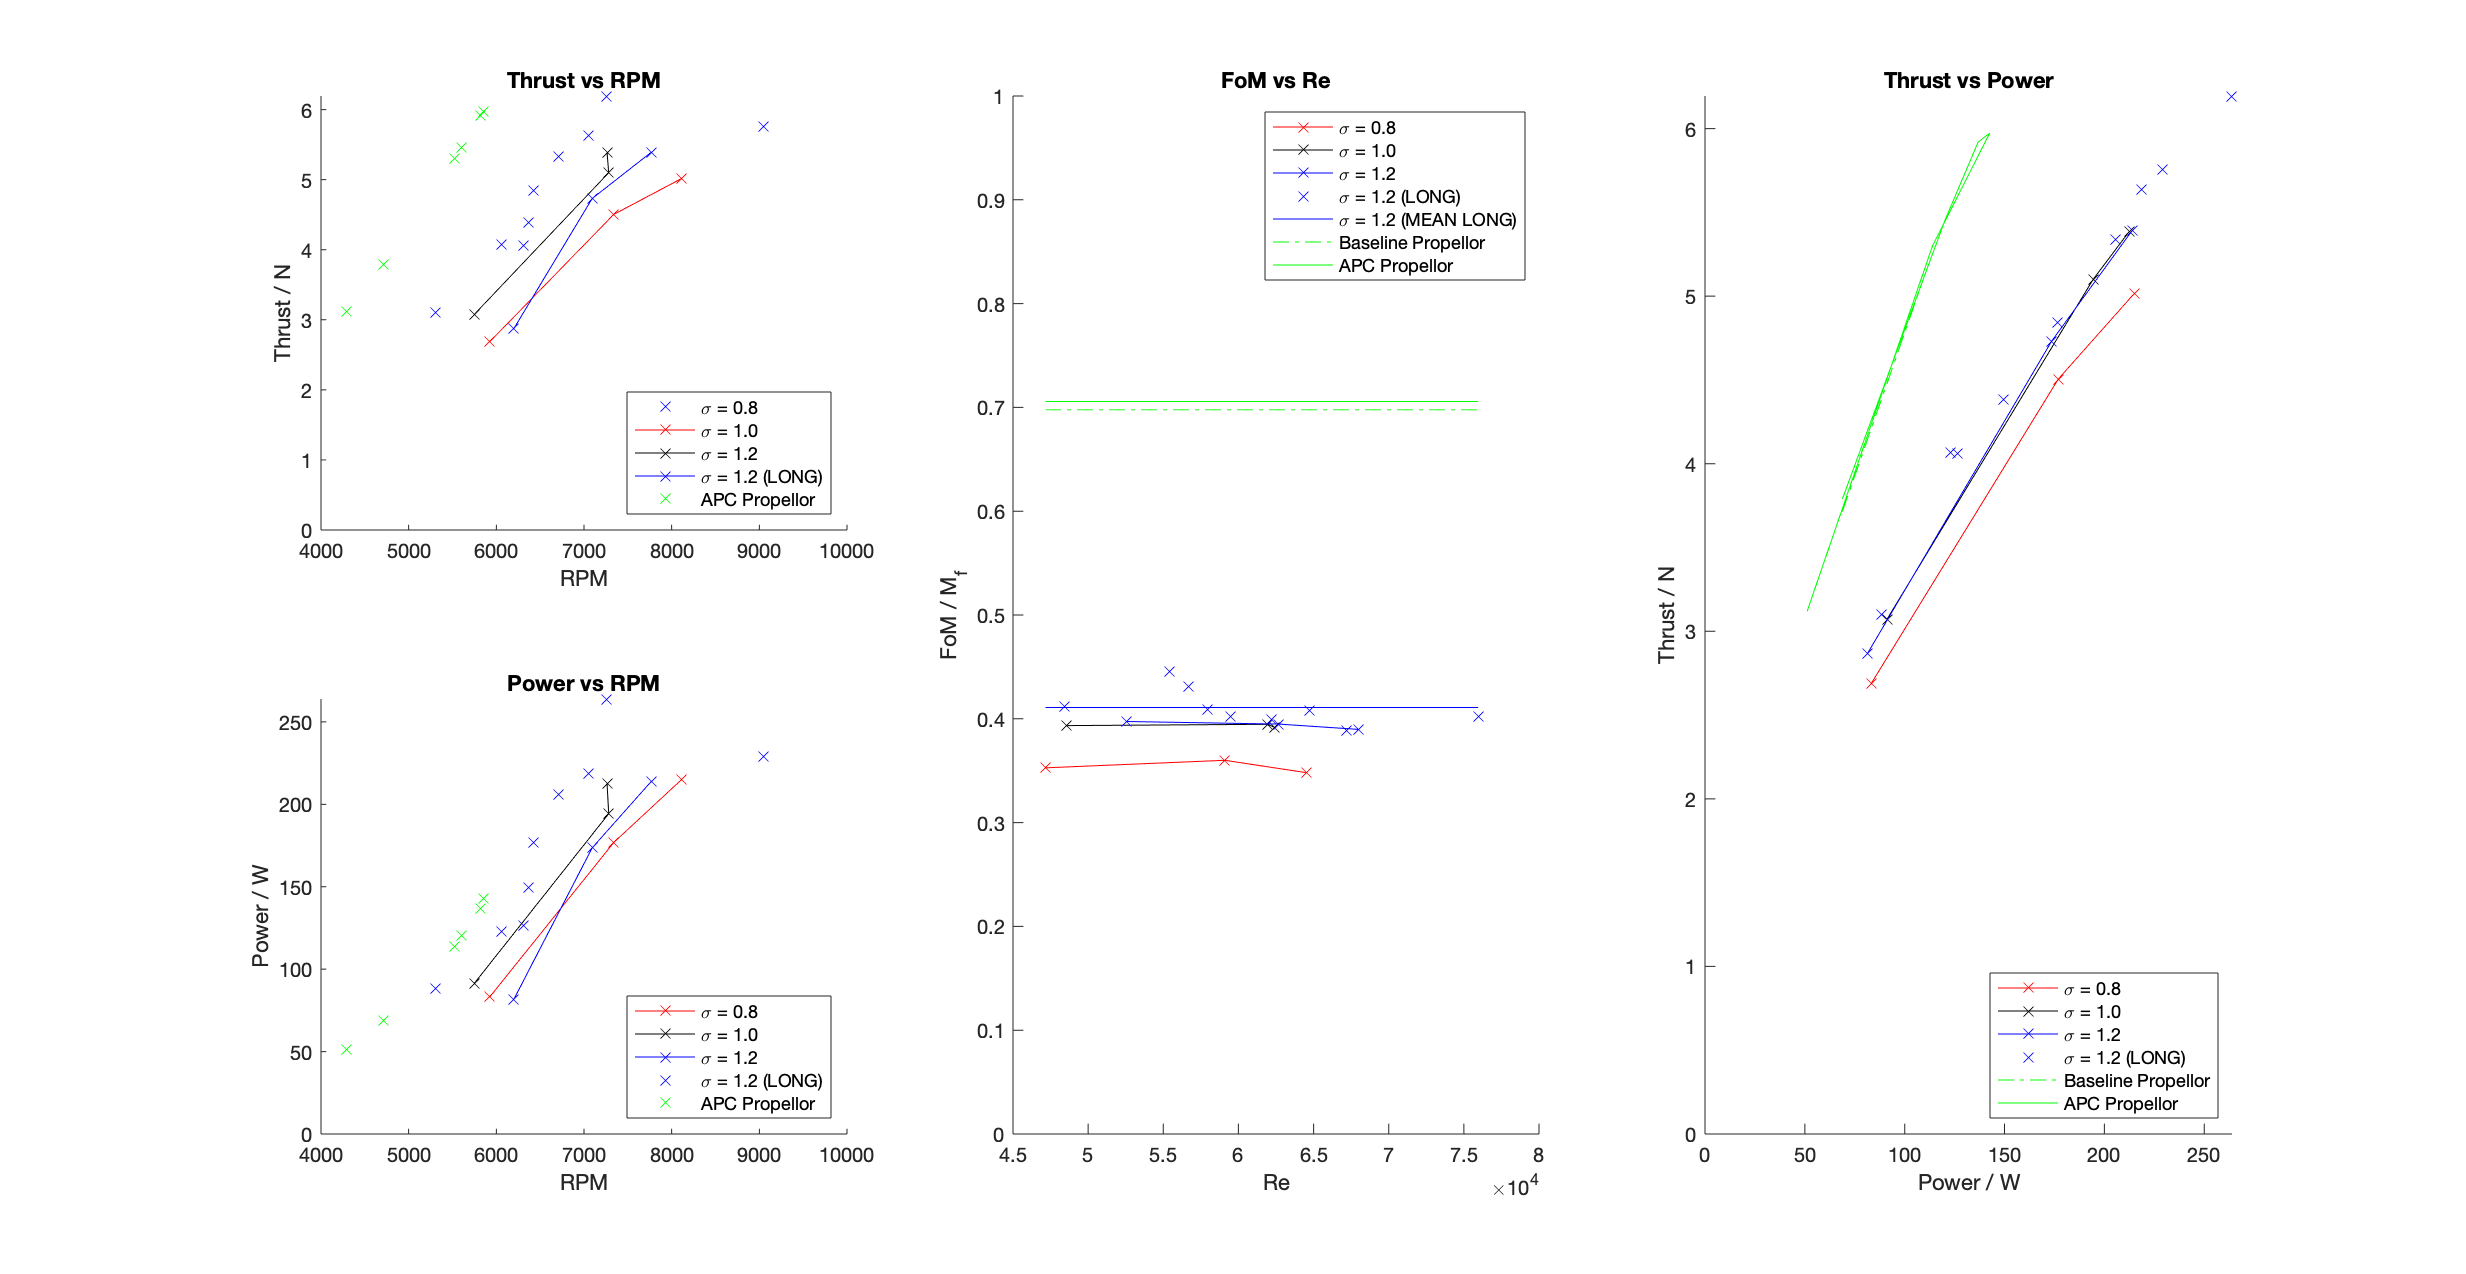 Thrust vs RPM
6
5
4
3
2
1
0
Thrust / N
4000 5000 6000 7000 8000 9000 10000
RPM
σ = 0.8
σ = 1.0
σ = 1.2
σ = 1.2 (LONG)
APC Propellor
Power vs RPM
250
200
150
100
50
0
Power / W
4000 5000 6000 7000 8000 9000 10000
RPM
σ = 0.8
σ = 1.0
σ = 1.2
σ = 1.2 (LONG)
APC Propellor
FoM vs Re
1
0.9
0.8
0.7
0.6
0.5
0.4
0.3
0.2
0.1
0
FoM / M_f
4.5 5 5.5 6 6.5 7 7.5 8
Re
×10^4
σ = 0.8
σ = 1.0
σ = 1.2
σ = 1.2 (LONG)
σ = 1.2 (MEAN LONG)
Baseline Propellor
APC Propellor
Thrust vs Power
6
5
4
3
2
1
0
Thrust / N
0 50 100 150 200 250
Power / W
σ = 0.8
σ = 1.0
σ = 1.2
σ = 1.2 (LONG)
Baseline Propellor
APC Propellor